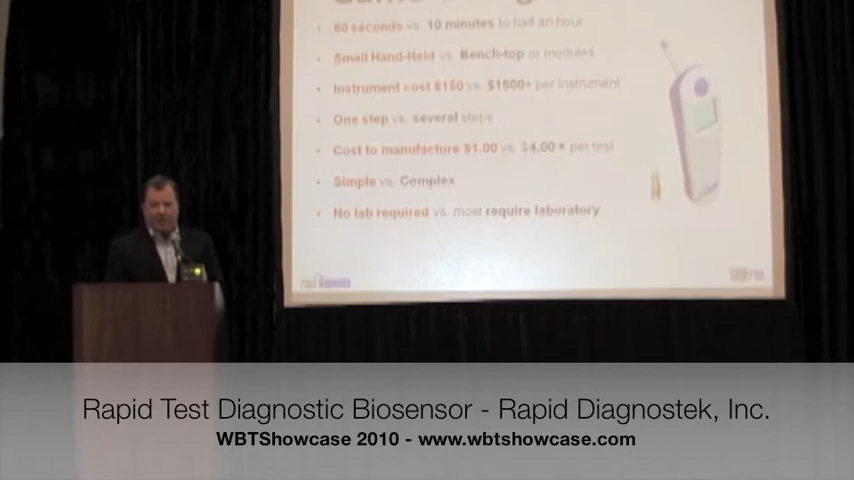 60 seconds vs. 10 minutes to half an hour
Small Hand-Held vs. Bench-top or modules
Instrument cost $150 vs. $1500+ per instrument
One step vs. several steps
Cost to manufacture $1.00 vs. $4.00 + per test
Simple vs. Complex
No lab required vs. most require laboratory
Rapid Test Diagnostic Biosensor - Rapid Diagnostek, Inc.
WBTShowcase 2010 - www.wbtshowcase.com